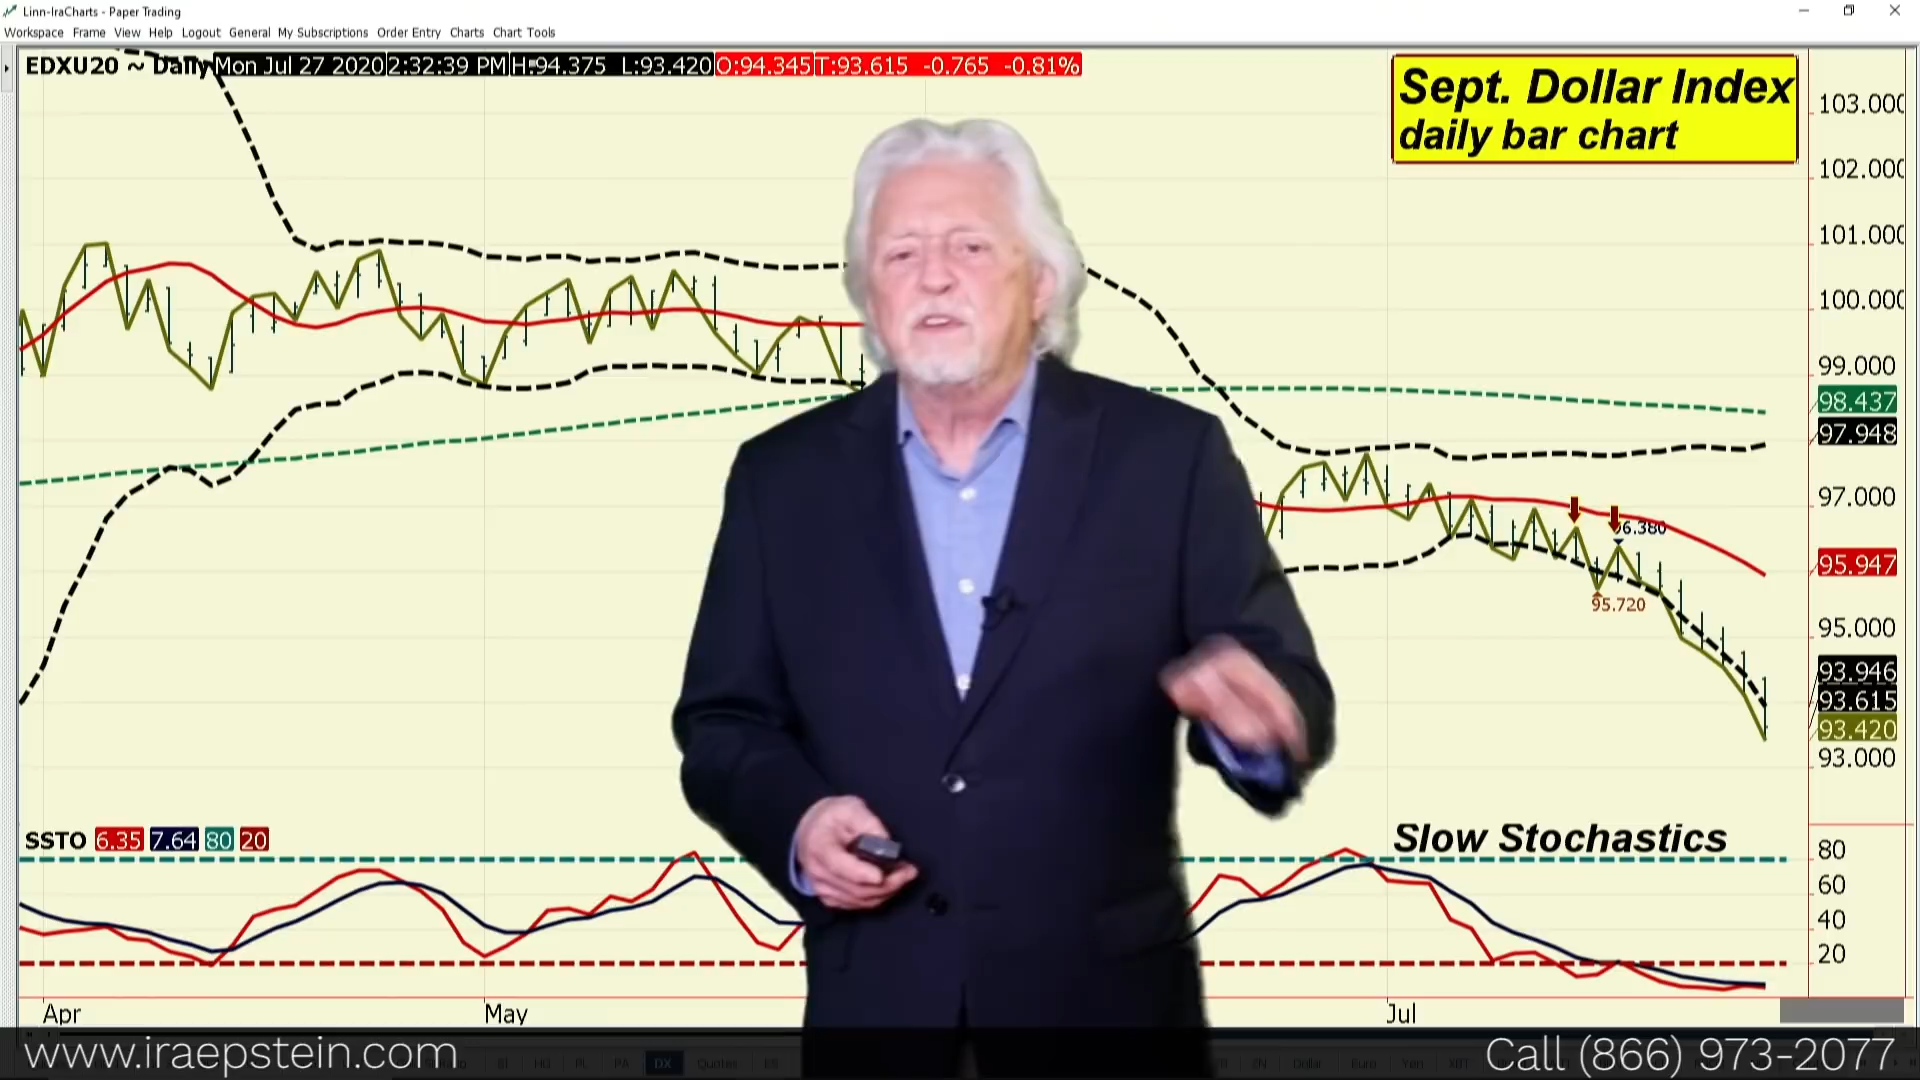 Linn-IraCharts - Paper Trading
Workspace Frame View Help Logout General My Subscriptions Order Entry Charts Chart Tools
EDXU20 ~ Daily Mon Jul 27 2020 2:32:39 PM H:94.375 L:93.420 O:94.345 T:93.615 -0.765 -0.81%
Sept. Dollar Index
daily bar chart
103.000
102.000
101.000
100.000
99.000
98.437
97.948
97.000
96.380
95.947
95.720
95.000
93.946
93.615
93.420
93.000
SSTO 6.35 7.64 80 20
Slow Stochastics
80
60
40
20
Apr May Jul
DX Quotes
www.iraepstein.com Call (866) 973-2077